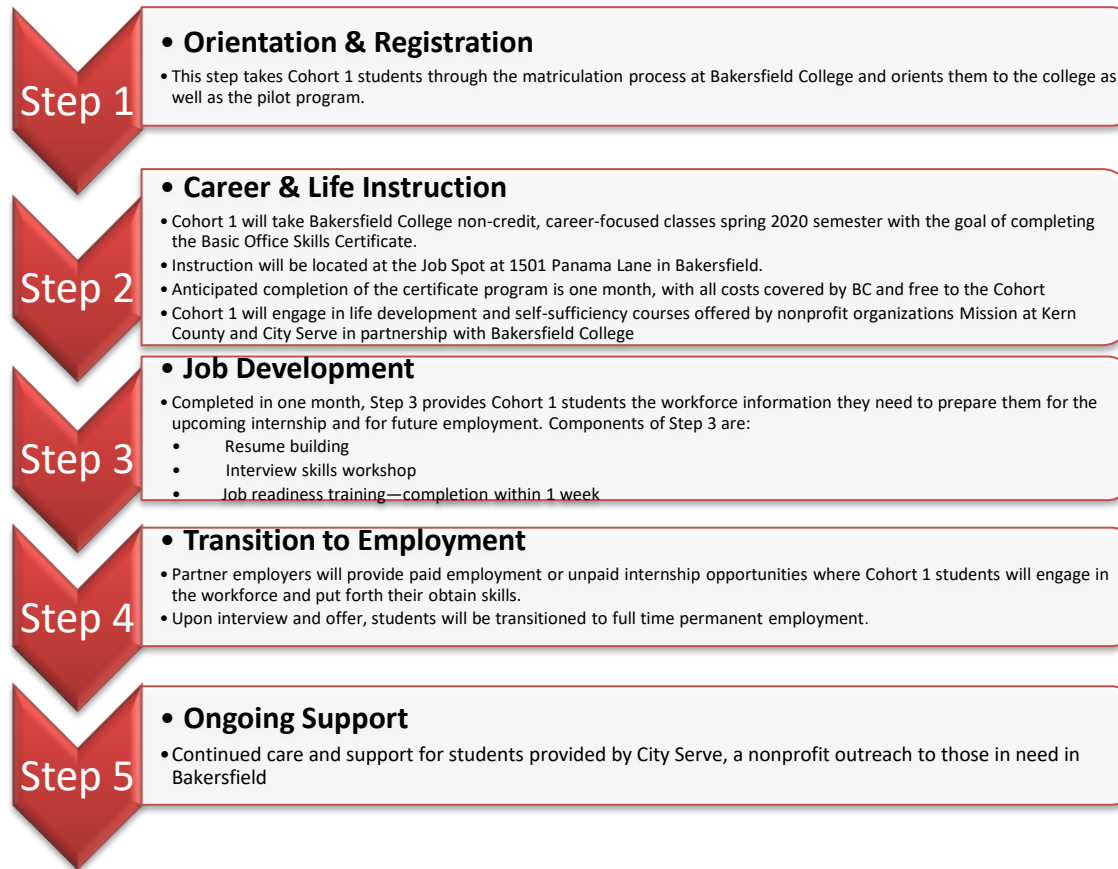 Step 1
• Orientation & Registration
• This step takes Cohort 1 students through the matriculation process at Bakersfield College and orients them to the college as
well as the pilot program.
Step 2
• Career & Life Instruction
• Cohort 1 will take Bakersfield College non-credit, career-focused classes spring 2020 semester with the goal of completing
the Basic Office Skills Certificate.
• Instruction will be located at the Job Spot at 1501 Panama Lane in Bakersfield.
• Anticipated completion of the certificate program is one month, with all costs covered by BC and free to the Cohort
• Cohort 1 will engage in life development and self-sufficiency courses offered by nonprofit organizations Mission at Kern
County and City Serve in partnership with Bakersfield College
Step 3
• Job Development
• Completed in one month, Step 3 provides Cohort 1 students the workforce information they need to prepare them for the
upcoming internship and for future employment. Components of Step 3 are:
• Resume building
• Interview skills workshop
• Job readiness training—completion within 1 week
Step 4
• Transition to Employment
• Partner employers will provide paid employment or unpaid internship opportunities where Cohort 1 students will engage in
the workforce and put forth their obtain skills.
• Upon interview and offer, students will be transitioned to full time permanent employment.
Step 5
• Ongoing Support
• Continued care and support for students provided by City Serve, a nonprofit outreach to those in need in
Bakersfield